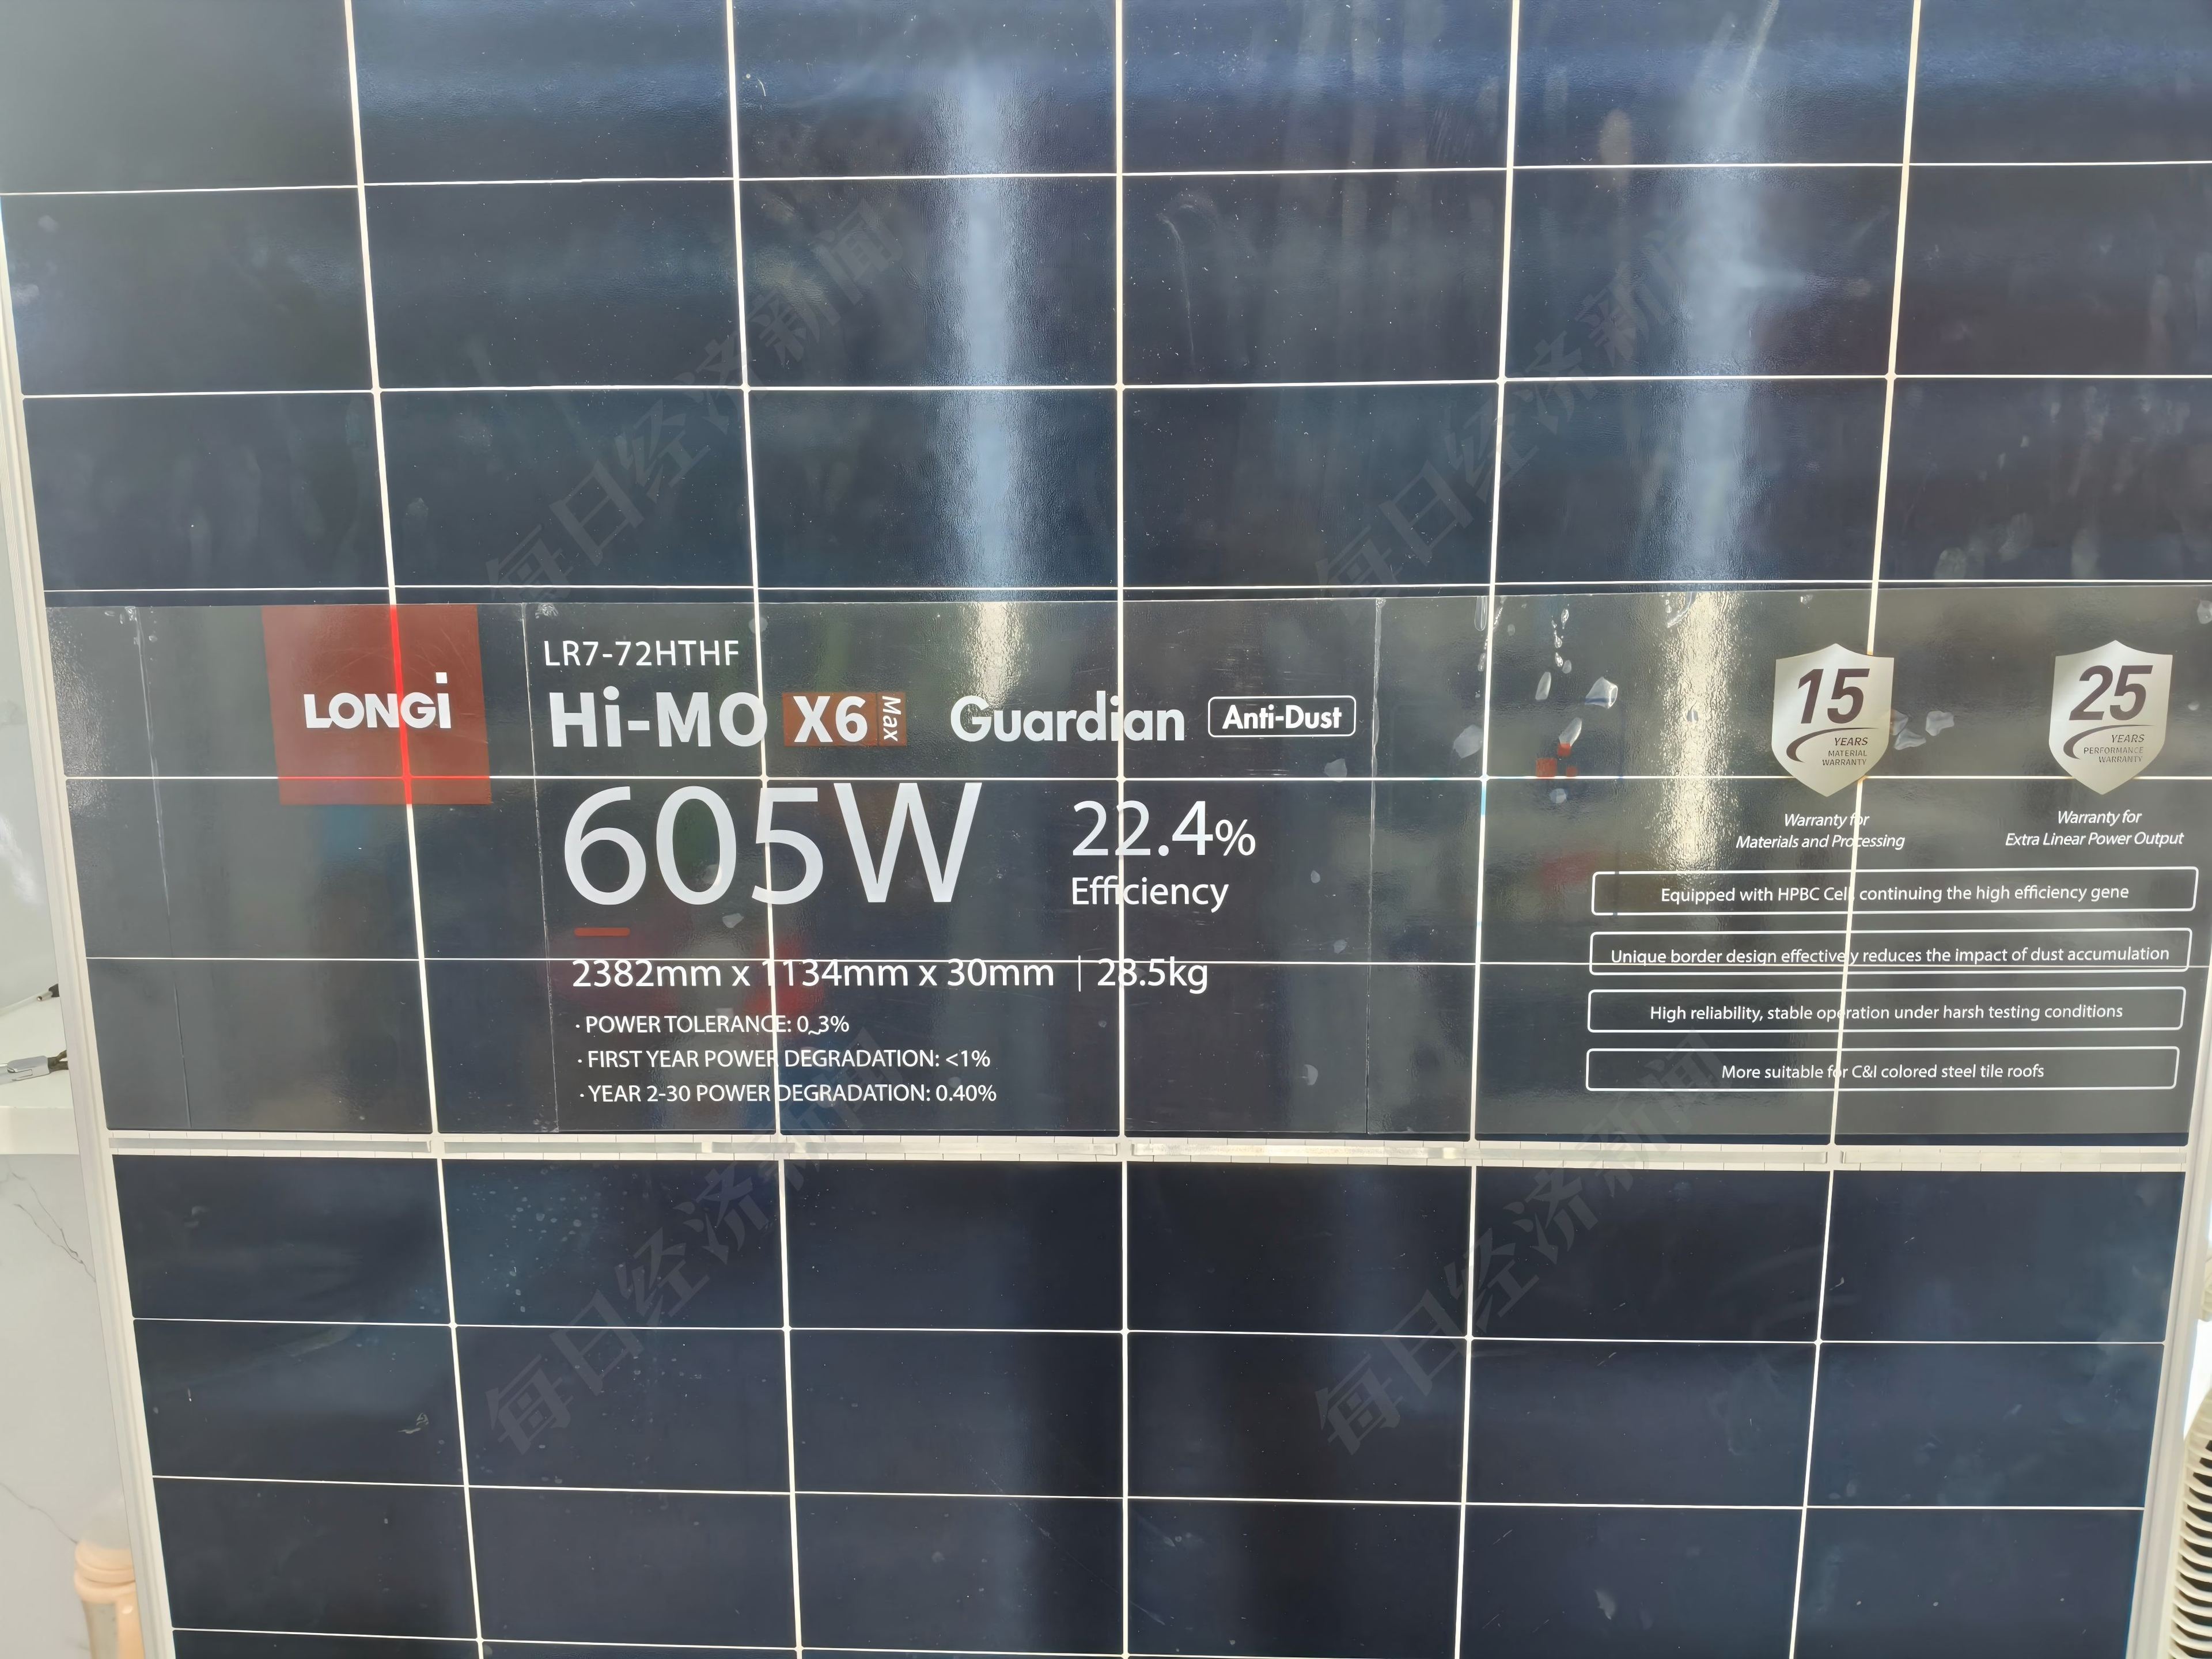 LONGi
LR7-72HTHF
Hi-MO X6 Max Guardian Anti-Dust
605W
22.4%
Efficiency
2382mm x 1134mm x 30mm | 28.5kg
· POWER TOLERANCE: 0~3%
· FIRST YEAR POWER DEGRADATION: <1%
· YEAR 2-30 POWER DEGRADATION: 0.40%
15
YEARS
MATERIAL
WARRANTY
Warranty for
Materials and Processing
25
YEARS
PERFORMANCE
WARRANTY
Warranty for
Extra Linear Power Output
Equipped with HPBC Cell, continuing the high efficiency gene
Unique border design effectively reduces the impact of dust accumulation
High reliability, stable operation under harsh testing conditions
More suitable for C&I colored steel tile roofs
每日经济新闻
每日经济新闻
每日经济新闻
每日经济新闻